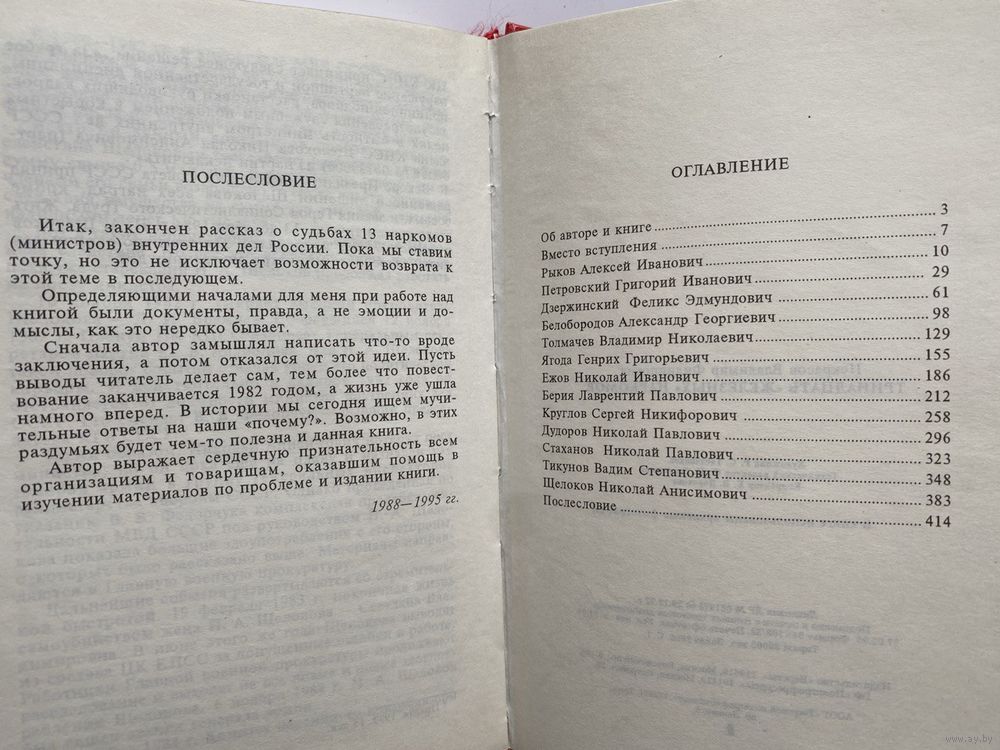 ПОСЛЕСЛОВИЕ
Итак, закончен рассказ о судьбах 13 наркомов
(министров) внутренних дел России. Пока мы ставим
точку, но это не исключает возможности возврата к
этой теме в последующем.
Определяющими началами для меня при работе над
книгой были документы, правда, а не эмоции и до-
мыслы, как это нередко бывает.
Сначала автор замышлял написать что-то вроде
заключения, а потом отказался от этой идеи. Пусть
выводы читатель делает сам, тем более что повест-
вование заканчивается 1982 годом, а жизнь уже ушла
намного вперед. В истории мы сегодня ищем мучи-
тельные ответы на наши «почему?». Возможно, в этих
раздумьях будет чем-то полезна и данная книга.
Автор выражает сердечную признательность всем
организациям и товарищам, оказавшим помощь в
изучении материалов по проблеме и издании книги.
1988—1995 гг.
ОГЛАВЛЕНИЕ
Об авторе и книге 3
Вместо вступления 7
Рыков Алексей Иванович 10
Петровский Григорий Иванович 29
Дзержинский Феликс Эдмундович 61
Белобородов Александр Георгиевич 98
Толмачев Владимир Николаевич 129
Ягода Генрих Григорьевич 155
Ежов Николай Иванович 186
Берия Лаврентий Павлович 212
Круглов Сергей Никифорович 258
Дудоров Николай Павлович 296
Стаханов Николай Павлович 323
Тикунов Вадим Степанович 348
Щелоков Николай Анисимович 383
Послесловие 414
www.ay.by